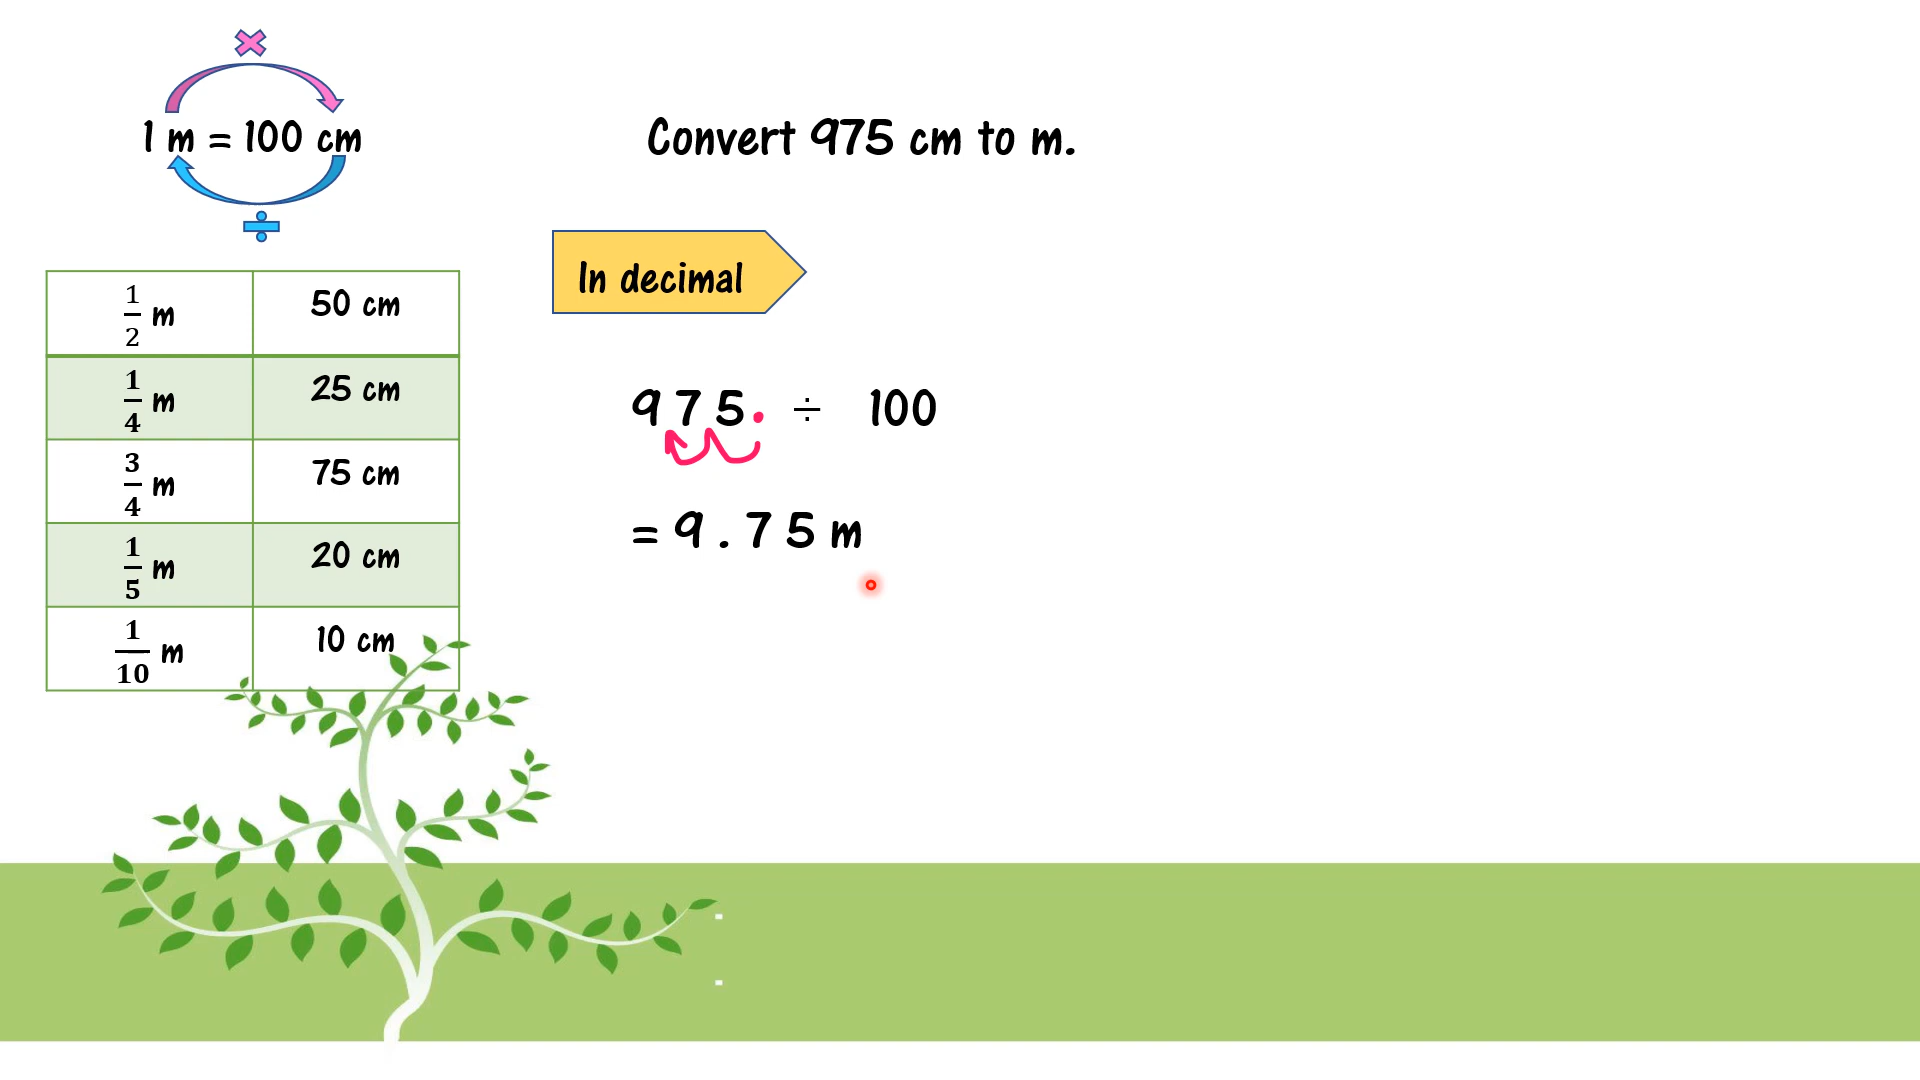 1 m = 100 cm
Convert 975 cm to m.
In decimal
1/2 m 50 cm
1/4 m 25 cm
3/4 m 75 cm
1/5 m 20 cm
1/10 m 10 cm
975. ÷ 100
= 9.75 m